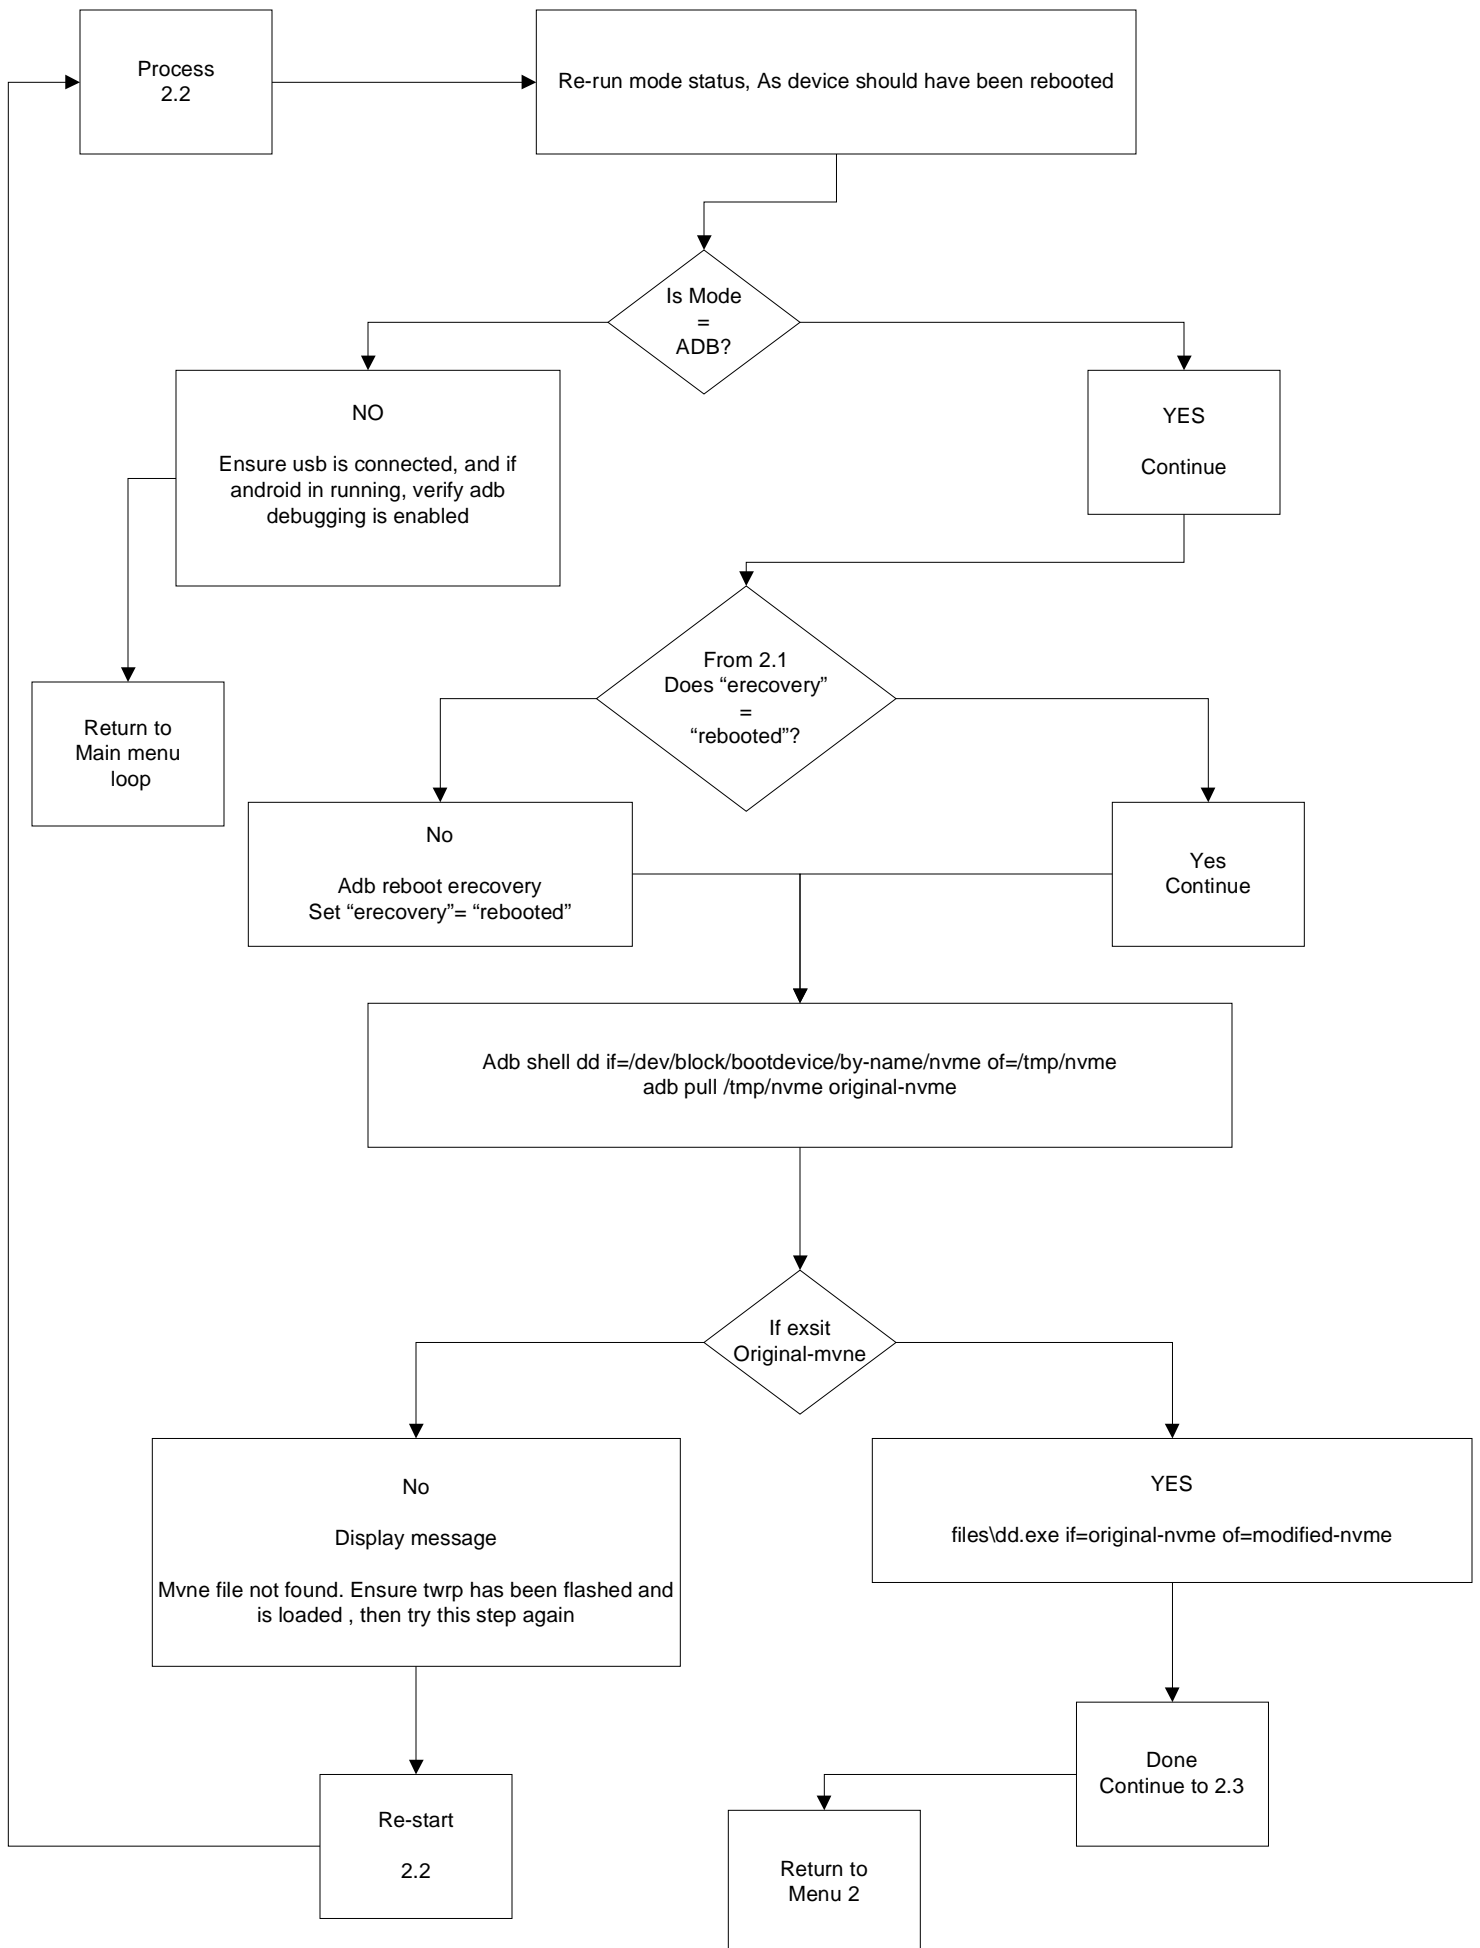 Process
2.2
Re-run mode status, As device should have been rebooted
Is Mode
=
ADB?
NO
Ensure usb is connected, and if
android in running, verify adb
debugging is enabled
YES
Continue
From 2.1
Does “erecovery”
=
“rebooted”?
Return to
Main menu
loop
No
Adb reboot erecovery
Set “erecovery”= “rebooted”
Yes
Continue
Adb shell dd if=/dev/block/bootdevice/by-name/nvme of=/tmp/nvme
adb pull /tmp/nvme original-nvme
If exsit
Original-mvne
No
Display message
Mvne file not found. Ensure twrp has been flashed and
is loaded , then try this step again
YES
files\dd.exe if=original-nvme of=modified-nvme
Done
Continue to 2.3
Re-start
2.2
Return to
Menu 2